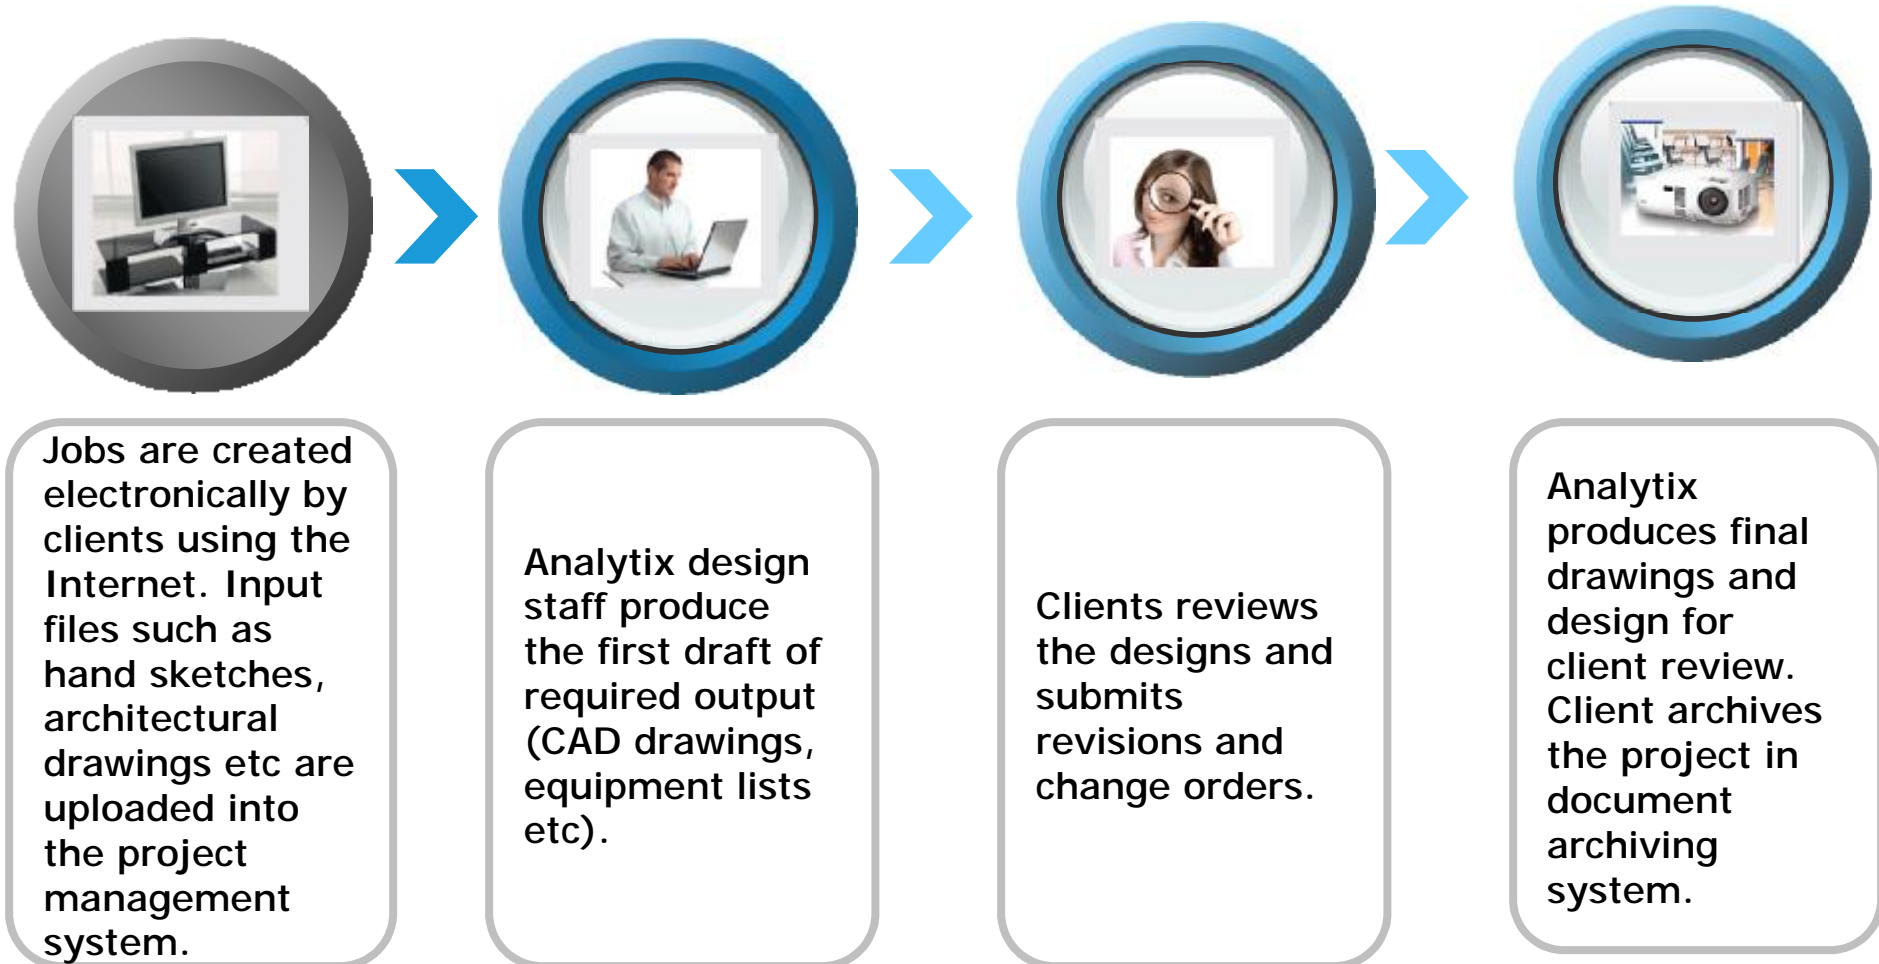 Jobs are created
electronically by
clients using the
Internet. Input
files such as
hand sketches,
architectural
drawings etc are
uploaded into
the project
management
system.
Analytix design
staff produce
the first draft of
required output
(CAD drawings,
equipment lists
etc).
Clients reviews
the designs and
submits
revisions and
change orders.
Analytix
produces final
drawings and
design for
client review.
Client archives
the project in
document
archiving
system.